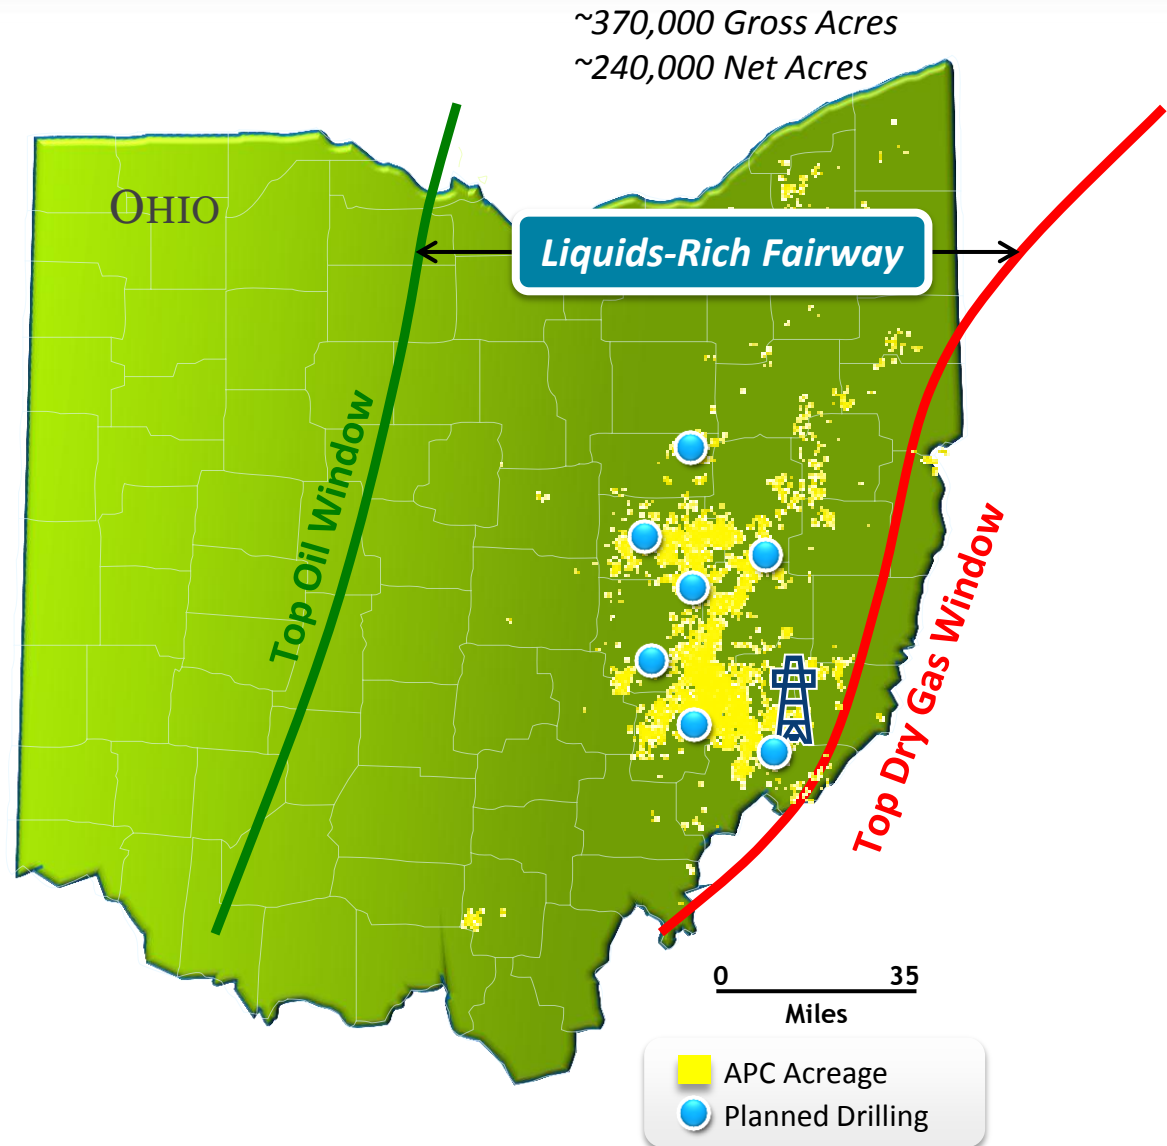 ~370,000 Gross Acres
~240,000 Net Acres
OHIO
Liquids-Rich Fairway
Top Oil Window
Top Dry Gas Window
0 35
Miles
APC Acreage
Planned Drilling